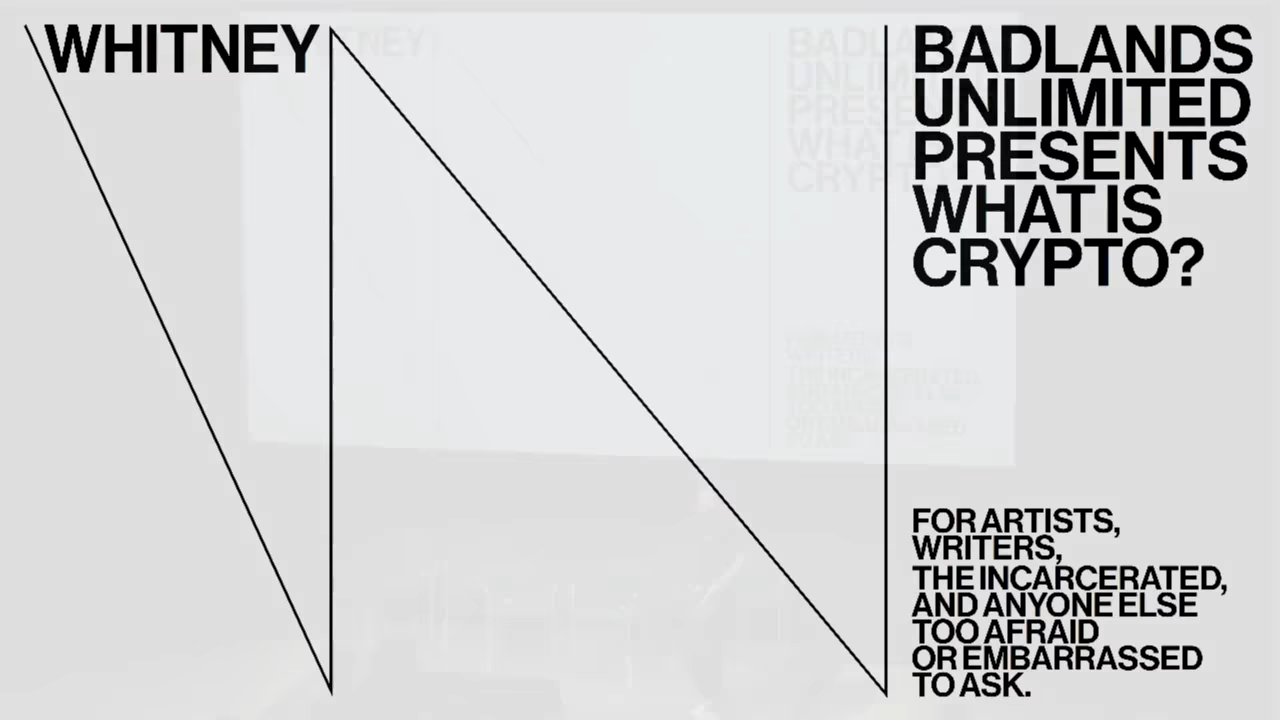 WHITNEY
BADLANDS
UNLIMITED
PRESENTS
WHAT IS
CRYPTO?
FOR ARTISTS,
WRITERS,
THE INCARCERATED,
AND ANYONE ELSE
TOO AFRAID
OR EMBARRASSED
TO ASK.